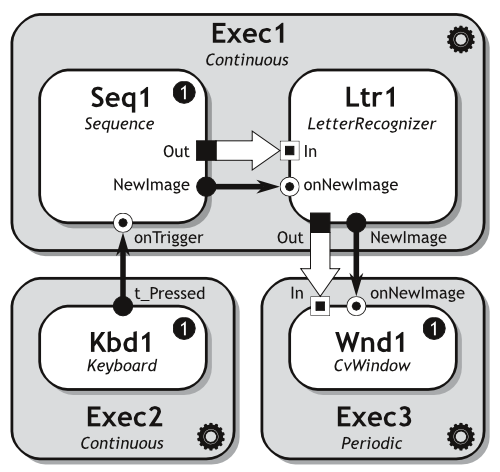 Exec1
Continuous
Seq1
1
Sequence
Ltr1
LetterRecognizer
Out
In
NewImage
onNewImage
onTrigger
Out
NewImage
t_Pressed
In
onNewImage
Kbd1
1
Keyboard
Wnd1
1
CvWindow
Exec2
Continuous
Exec3
Periodic